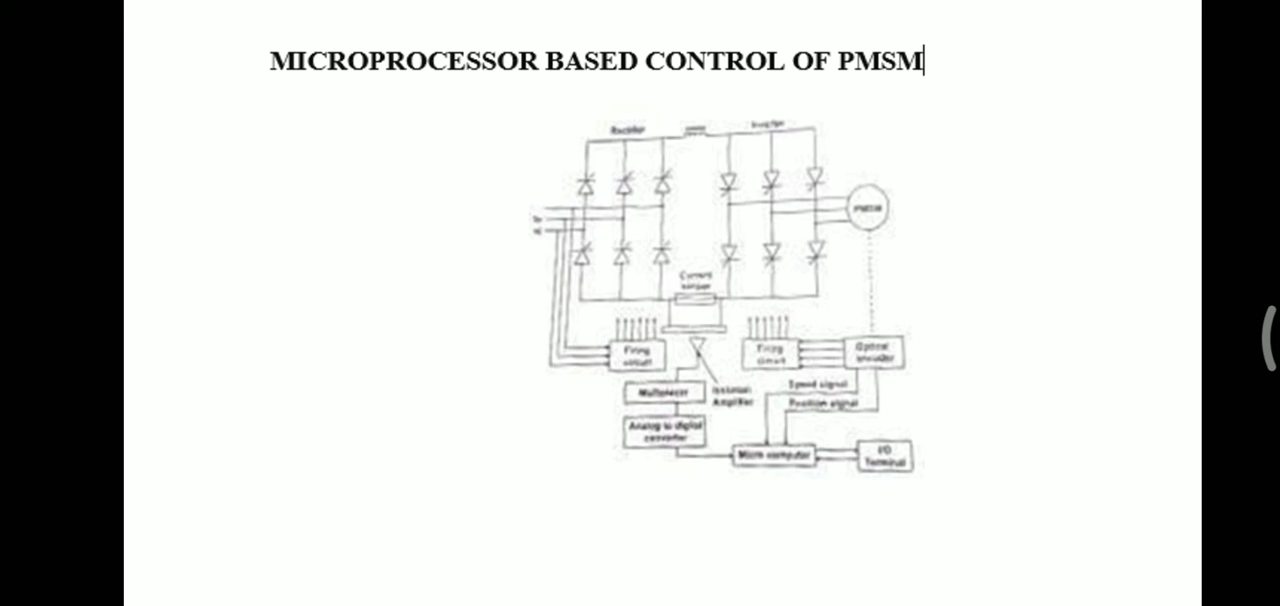 MICROPROCESSOR BASED CONTROL OF PMSM
Rectifier
Current
sensor
Firing
circuit
Firing
circuit
Optical
encoder
Multiplexer
Isolation
Amplifier
Speed signal
Position signal
Analog to digital
converter
Micro computer
I/O
Terminal
PMSM